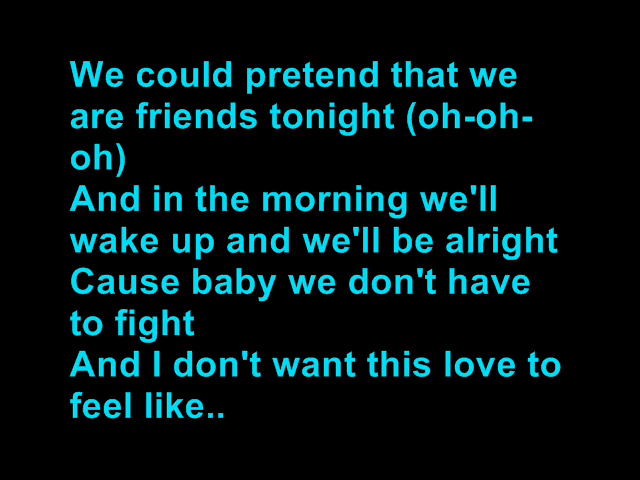 We could pretend that we
are friends tonight (oh-oh-
oh)
And in the morning we'll
wake up and we'll be alright
Cause baby we don't have
to fight
And I don't want this love to
feel like..